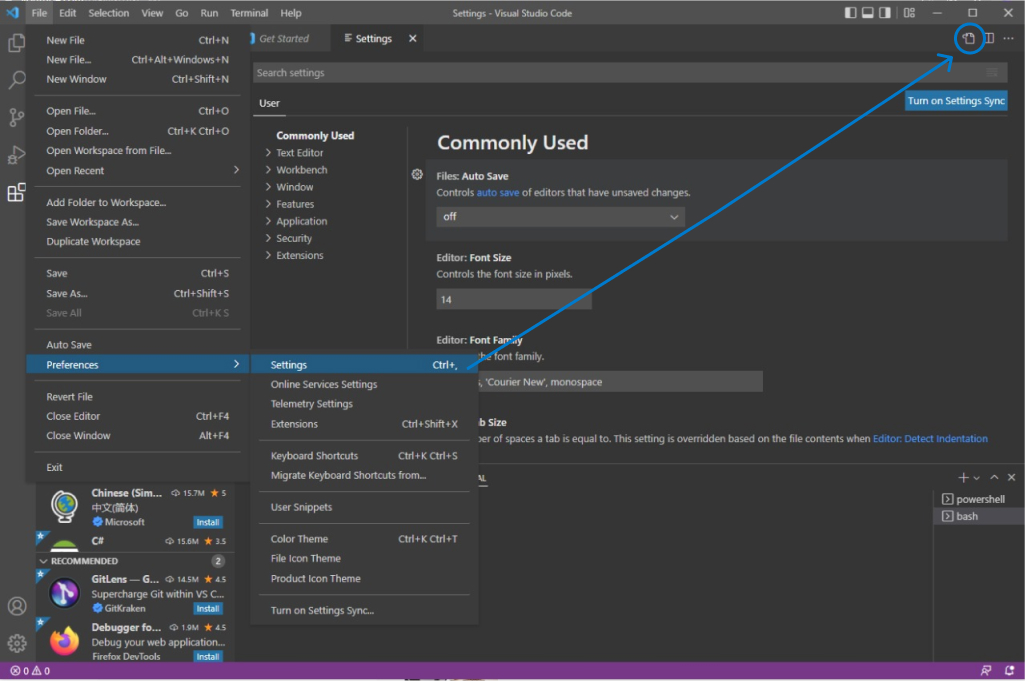 File Edit Selection View Go Run Terminal Help
Settings - Visual Studio Code
New File Ctrl+N
New File... Ctrl+Alt+Windows+N
New Window Ctrl+Shift+N
Open File... Ctrl+O
Open Folder... Ctrl+K Ctrl+O
Open Workspace from File...
Open Recent
Add Folder to Workspace...
Save Workspace As...
Duplicate Workspace
Save Ctrl+S
Save As... Ctrl+Shift+S
Save All Ctrl+K S
Auto Save
Preferences
Revert File
Close Editor Ctrl+F4
Close Window Alt+F4
Exit
Get Started
Settings
Search settings
User
Turn on Settings Sync
Commonly Used
Text Editor
Workbench
Window
Features
Application
Security
Extensions
Commonly Used
Files: Auto Save
Controls auto save of editors that have unsaved changes.
off
Editor: Font Size
Controls the font size in pixels.
14
Editor: Font Family
the font family.
, 'Courier New', monospace
Size
of spaces a tab is equal to. This setting is overridden based on the file contents when Editor: Detect Indentation
Settings Ctrl+,
Online Services Settings
Telemetry Settings
Extensions Ctrl+Shift+X
Keyboard Shortcuts Ctrl+K Ctrl+S
Migrate Keyboard Shortcuts from...
User Snippets
Color Theme Ctrl+K Ctrl+T
File Icon Theme
Product Icon Theme
Turn on Settings Sync...
powershell
bash
Chinese (Sim... 15.7M 5
中文(简体)
Microsoft Install
C# 15.6M 3.5
RECOMMENDED 2
GitLens — G... 14.5M 4.5
Supercharge Git within VS C...
GitKraken Install
Debugger fo... 1.9M 4.5
Debug your web application...
Firefox DevTools Install
0 0